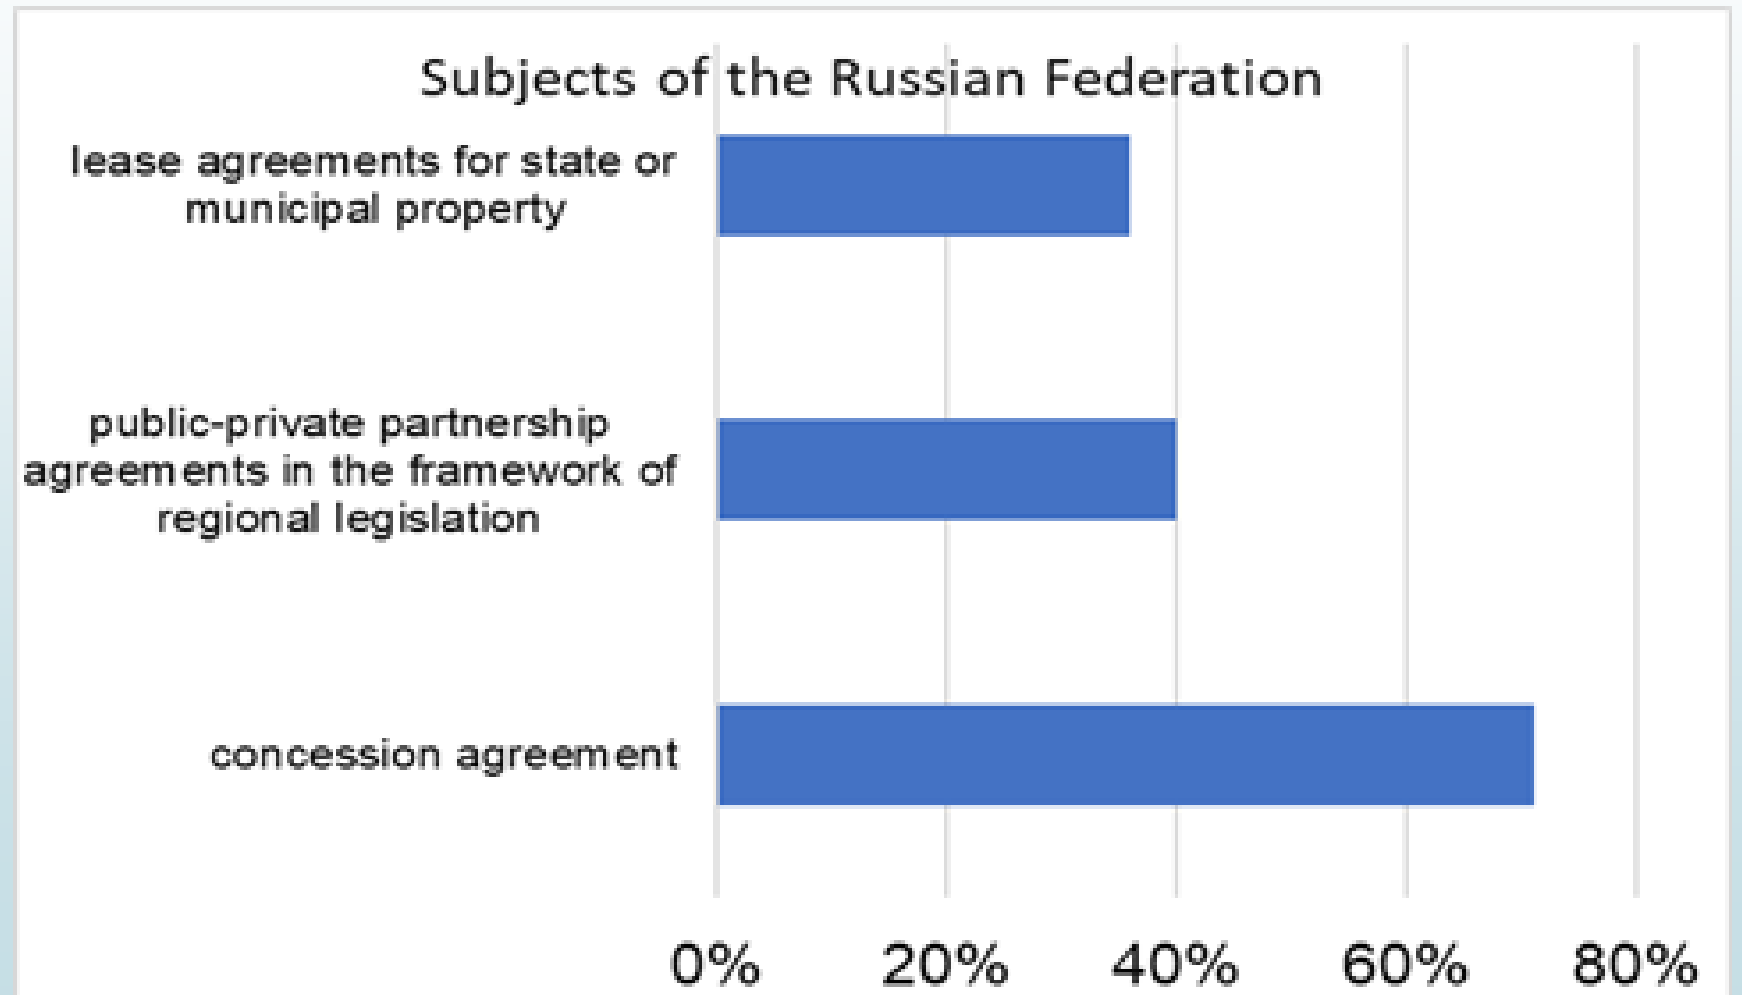 Subjects of the Russian Federation
lease agreements for state or
municipal property
public-private partnership
agreements in the framework of
regional legislation
concession agreement
0% 20% 40% 60% 80%